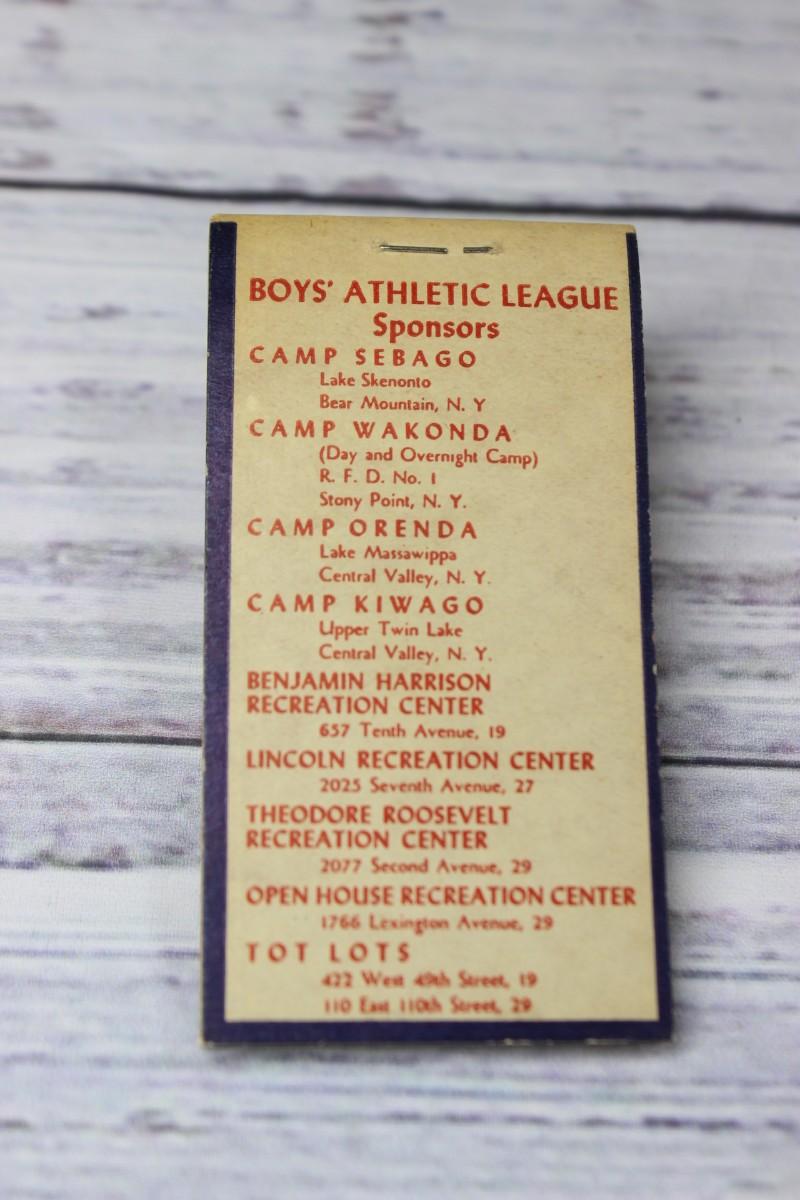 BOYS' ATHLETIC LEAGUE
Sponsors
CAMP SEBAGO
Lake Skenonto
Bear Mountain, N. Y
CAMP WAKONDA
(Day and Overnight Camp)
R. F. D. No. 1
Stony Point, N. Y.
CAMP ORENDA
Lake Massawippa
Central Valley, N. Y.
CAMP KIWAGO
Upper Twin Lake
Central Valley, N. Y.
BENJAMIN HARRISON
RECREATION CENTER
657 Tenth Avenue, 19
LINCOLN RECREATION CENTER
2025 Seventh Avenue, 27
THEODORE ROOSEVELT
RECREATION CENTER
2077 Second Avenue, 29
OPEN HOUSE RECREATION CENTER
1766 Lexington Avenue, 29
TOT LOTS
422 West 49th Street, 19
110 East 110th Street, 29